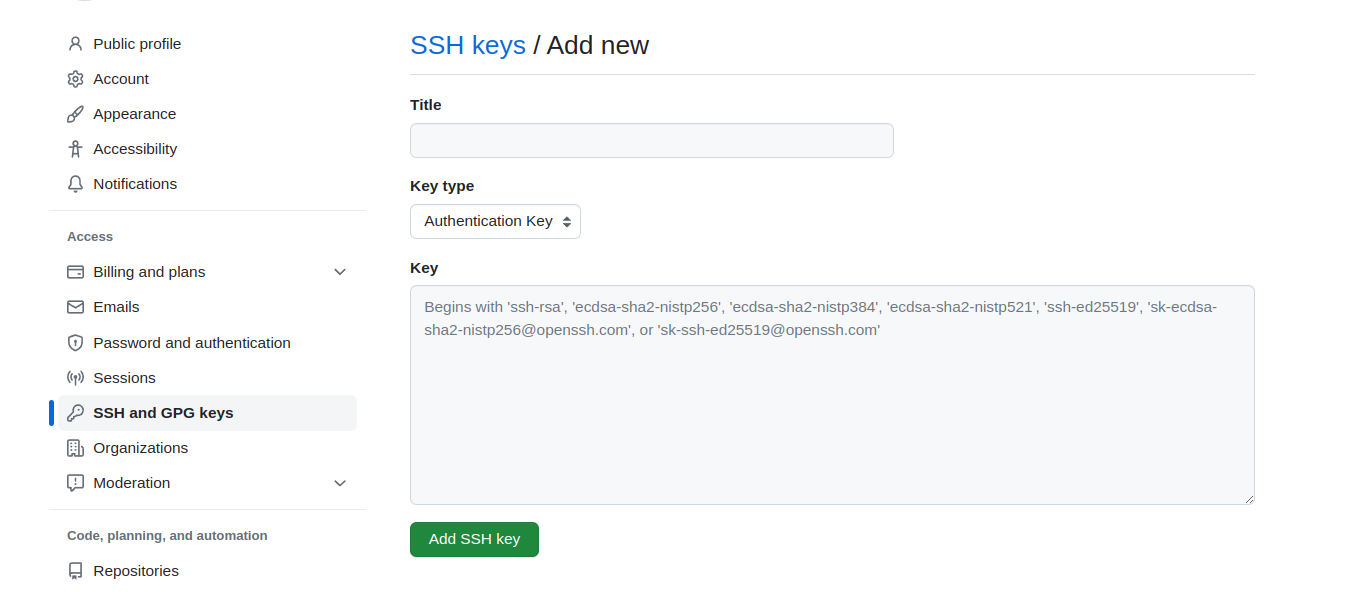 Public profile
Account
Appearance
Accessibility
Notifications
Access
Billing and plans
Emails
Password and authentication
Sessions
SSH and GPG keys
Organizations
Moderation
Code, planning, and automation
Repositories
SSH keys / Add new
Title
Key type
Authentication Key
Key
Begins with 'ssh-rsa', 'ecdsa-sha2-nistp256', 'ecdsa-sha2-nistp384', 'ecdsa-sha2-nistp521', 'ssh-ed25519', 'sk-ecdsa-
sha2-nistp256@openssh.com', or 'sk-ssh-ed25519@openssh.com'
Add SSH key